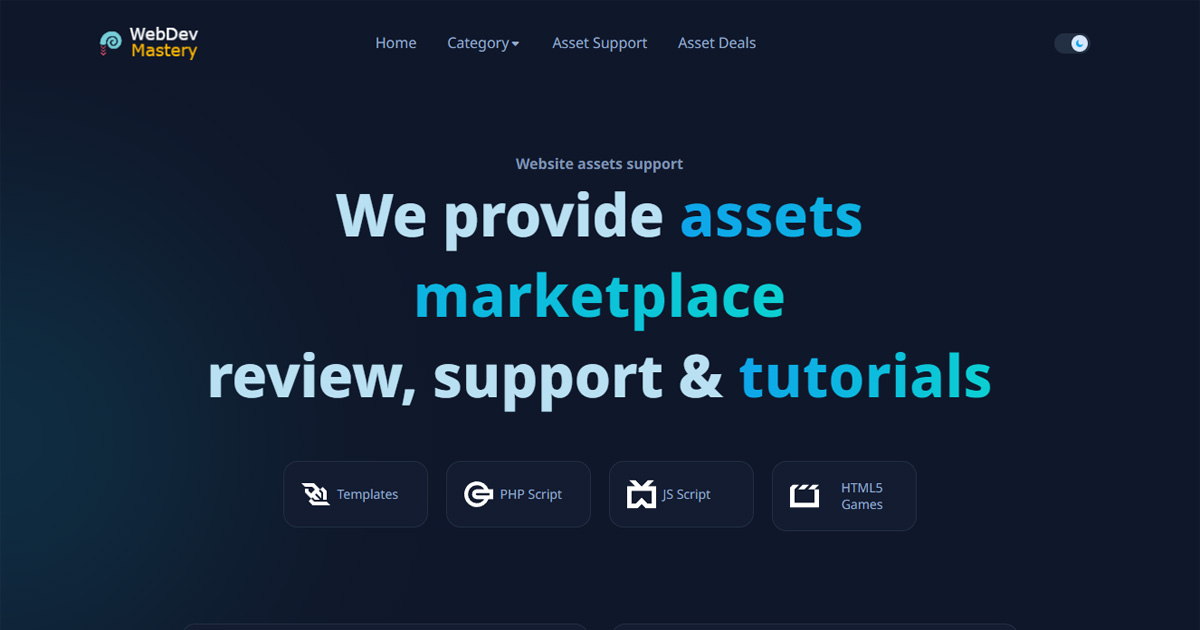 WebDev
Mastery
Home
Category
Asset Support
Asset Deals
Website assets support
We provide assets
marketplace
review, support & tutorials
Templates
PHP Script
JS Script
HTML5
Games